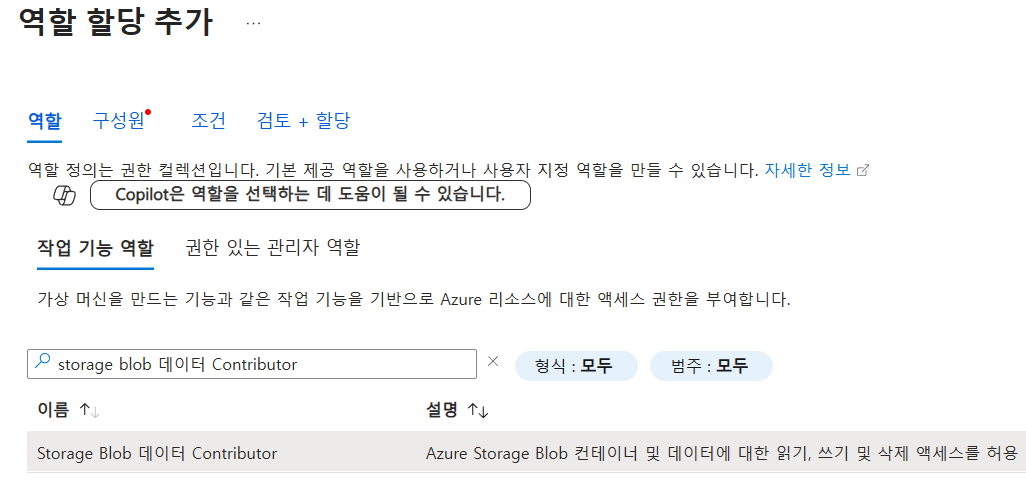 역할 할당 추가 ...
역할 구성원 조건 검토 + 할당
역할 정의는 권한 컬렉션입니다. 기본 제공 역할을 사용하거나 사용자 지정 역할을 만들 수 있습니다. 자세한 정보
Copilot은 역할을 선택하는 데 도움이 될 수 있습니다.
작업 기능 역할 권한 있는 관리자 역할
가상 머신을 만드는 기능과 같은 작업 기능을 기반으로 Azure 리소스에 대한 액세스 권한을 부여합니다.
storage blob 데이터 Contributor 형식 : 모두 범주 : 모두
이름 ↑↓ 설명 ↑↓
Storage Blob 데이터 Contributor Azure Storage Blob 컨테이너 및 데이터에 대한 읽기, 쓰기 및 삭제 액세스를 허용